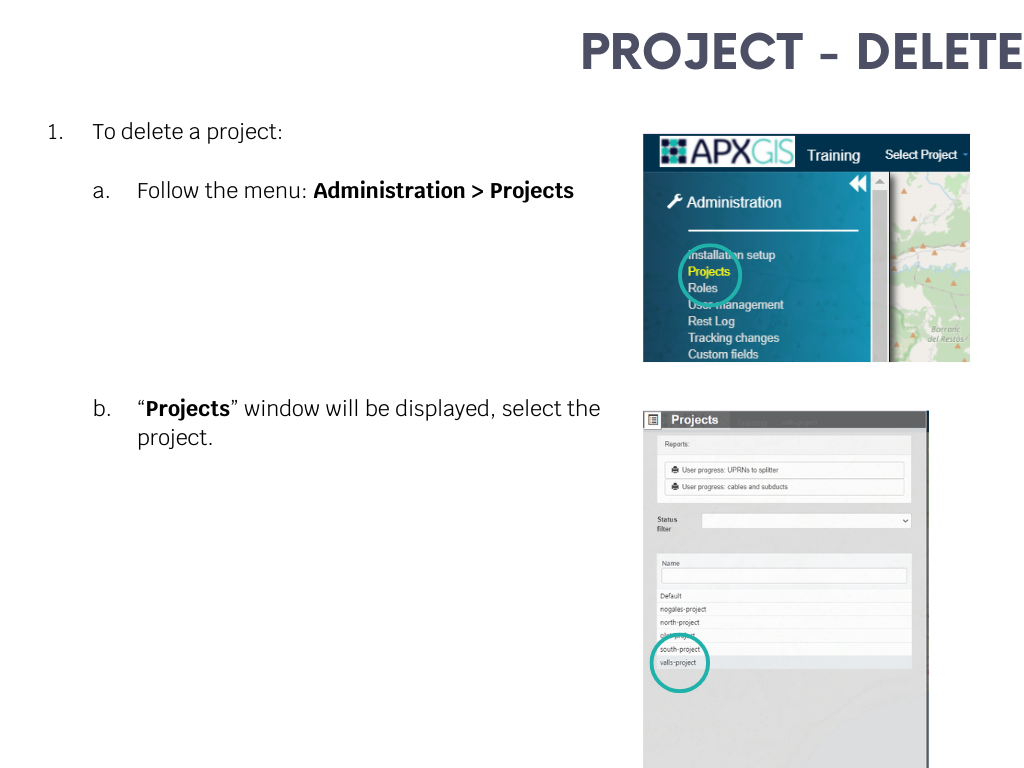 PROJECT - DELETE
1. To delete a project:
a. Follow the menu: Administration > Projects
APXGIS Training Select Project
Administration
Installation setup
Projects
Roles
User management
Rest Log
Tracking changes
Custom fields
Barranc
del Restos
b. “Projects” window will be displayed, select the
project.
Projects
Reports:
User progress: UPRNs to splitter
User progress: cables and subducts
Status
filter
Name
Default
nogales-project
north-project
pilot-project
south-project
valls-project